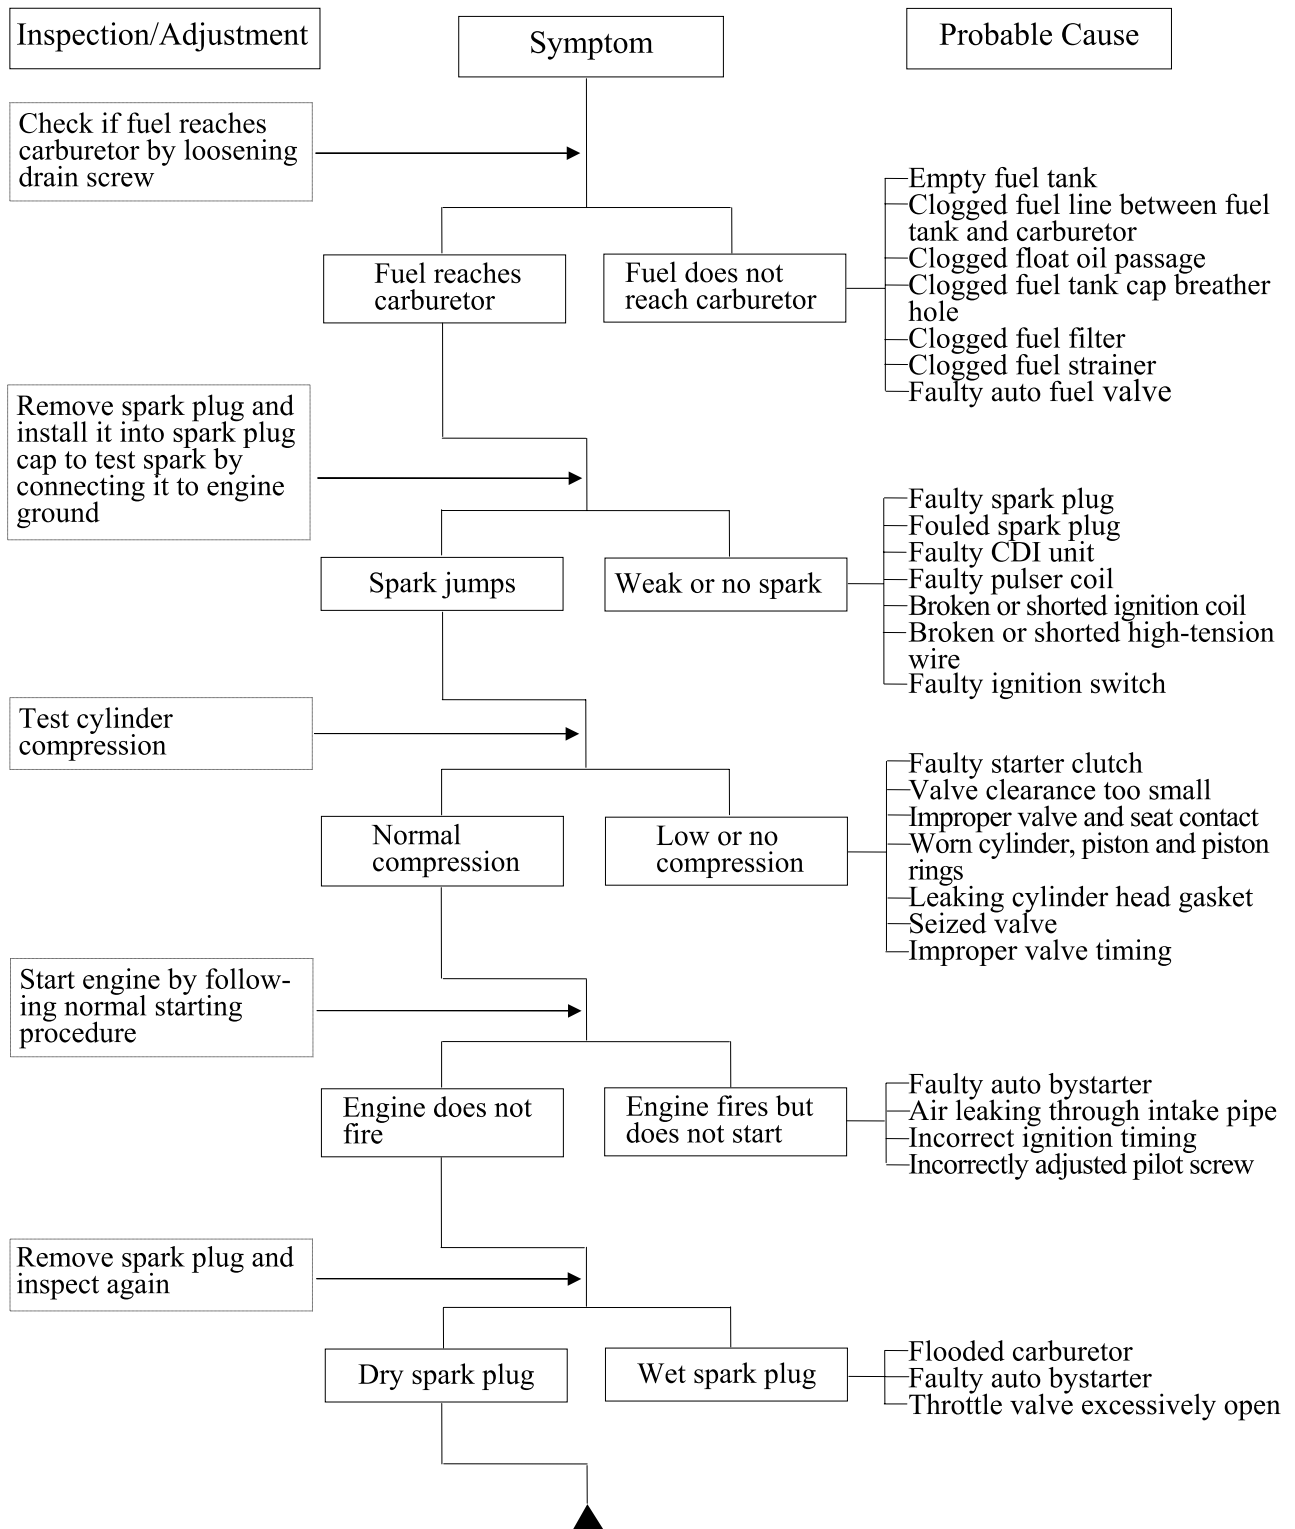 Inspection/Adjustment
Symptom
Probable Cause
Check if fuel reaches
carburetor by loosening
drain screw
Fuel reaches
carburetor
Fuel does not
reach carburetor
Empty fuel tank
Clogged fuel line between fuel
tank and carburetor
Clogged float oil passage
Clogged fuel tank cap breather
hole
Clogged fuel filter
Clogged fuel strainer
Faulty auto fuel valve
Remove spark plug and
install it into spark plug
cap to test spark by
connecting it to engine
ground
Spark jumps
Weak or no spark
Faulty spark plug
Fouled spark plug
Faulty CDI unit
Faulty pulser coil
Broken or shorted ignition coil
Broken or shorted high-tension
wire
Faulty ignition switch
Test cylinder
compression
Normal
compression
Low or no
compression
Faulty starter clutch
Valve clearance too small
Improper valve and seat contact
Worn cylinder, piston and piston
rings
Leaking cylinder head gasket
Seized valve
Improper valve timing
Start engine by follow-
ing normal starting
procedure
Engine does not
fire
Engine fires but
does not start
Faulty auto bystarter
Air leaking through intake pipe
Incorrect ignition timing
Incorrectly adjusted pilot screw
Remove spark plug and
inspect again
Dry spark plug
Wet spark plug
Flooded carburetor
Faulty auto bystarter
Throttle valve excessively open